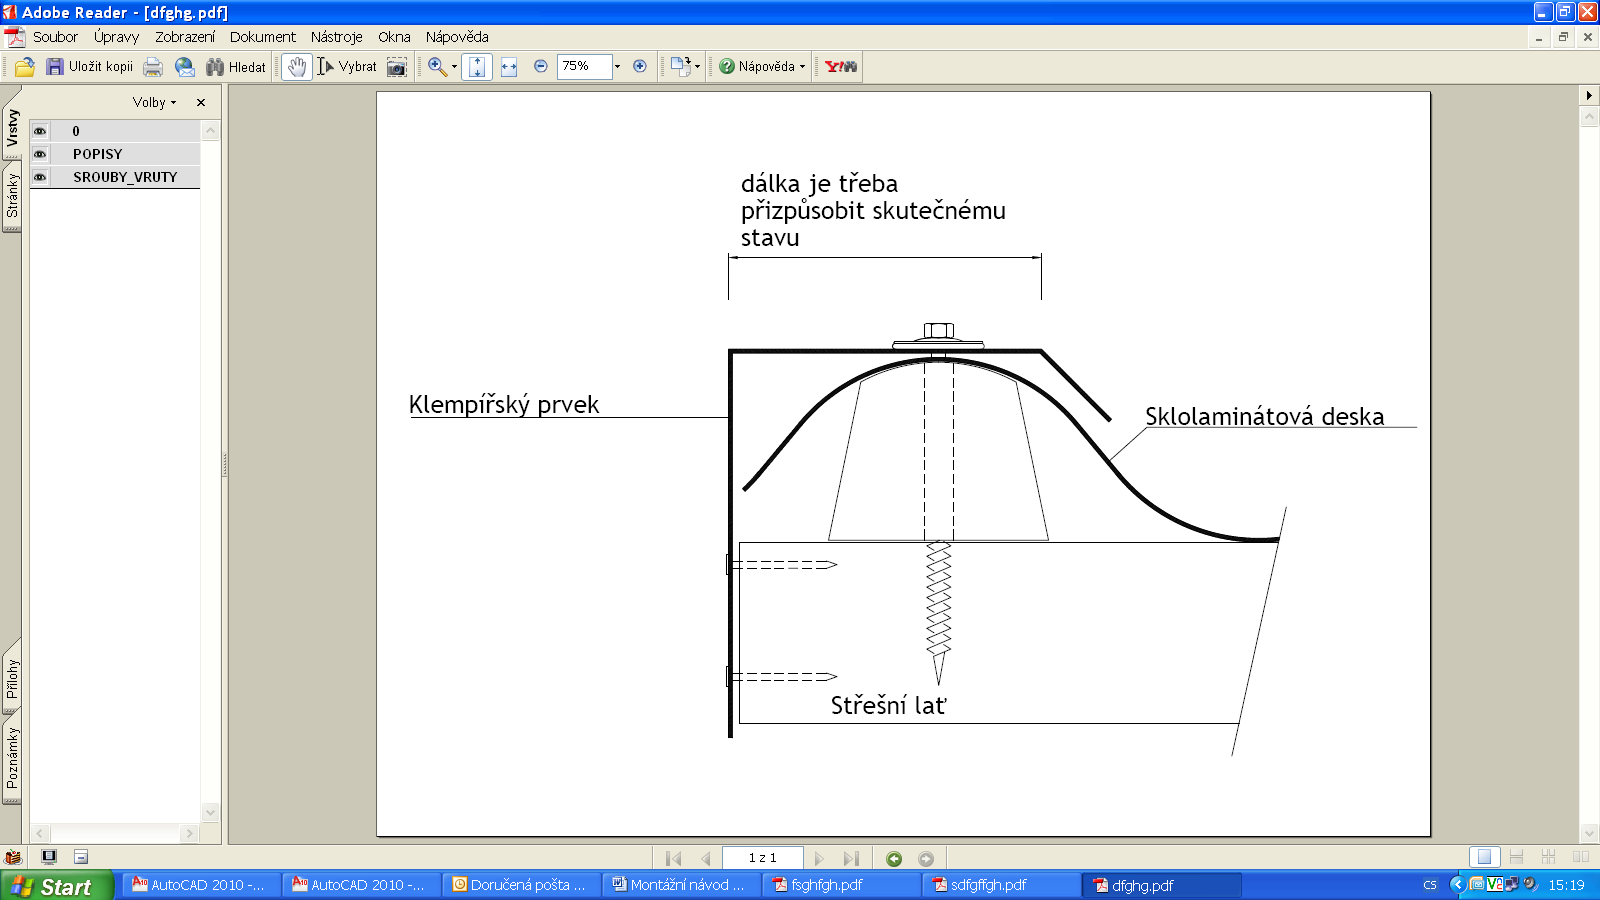 Adobe Reader - [dfghg.pdf]
Soubor Úpravy Zobrazení Dokument Nástroje Okna Nápověda
Uložit kopii Hledat Vybrat 75% Nápověda Y!
Volby
Vrstvy
Stránky
Přílohy
Poznámky
0
POPISY
SROUBY_VRUTY
dálka je třeba
přizpůsobit skutečnému
stavu
Klempířský prvek
Sklolaminátová deska
Střešní lať
1 z 1
Start AutoCAD 2010 -... AutoCAD 2010 -... Doručená pošta ... Montážní návod ... fsghfgh.pdf sdfgffgh.pdf dfghg.pdf CS 15:19